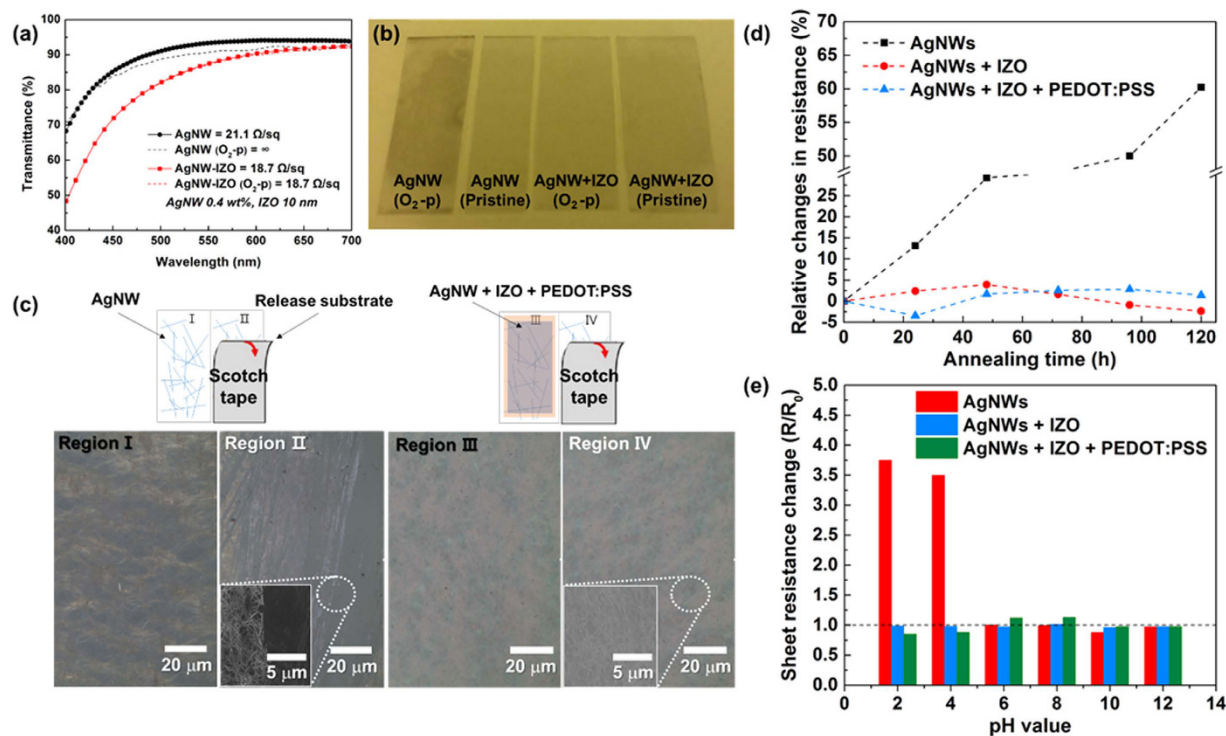 (a)
Transmittance (%)
100
90
80
70
60
50
40
AgNW = 21.1 Ω/sq
AgNW (O₂-p) = ∞
AgNW-IZO = 18.7 Ω/sq
AgNW-IZO (O₂-p) = 18.7 Ω/sq
AgNW 0.4 wt%, IZO 10 nm
400 450 500 550 600 650 700
Wavelength (nm)
(b)
AgNW AgNW AgNW+IZO AgNW+IZO
(O₂-p) (Pristine) (O₂-p) (Pristine)
(c)
AgNW
Release substrate
I II
Scotch
tape
AgNW + IZO + PEDOT:PSS
III IV
Scotch
tape
Region I
20 μm
Region II
5 μm
20 μm
Region III
20 μm
Region IV
5 μm
20 μm
(d)
Relative changes in resistance (%)
65
60
55
50
25
20
15
10
5
0
-5
AgNWs
AgNWs + IZO
AgNWs + IZO + PEDOT:PSS
0 20 40 60 80 100 120
Annealing time (h)
(e)
Sheet resistance change (R/R₀)
5.0
4.5
4.0
3.5
3.0
2.5
2.0
1.5
1.0
0.5
0.0
AgNWs
AgNWs + IZO
AgNWs + IZO + PEDOT:PSS
0 2 4 6 8 10 12 14
pH value